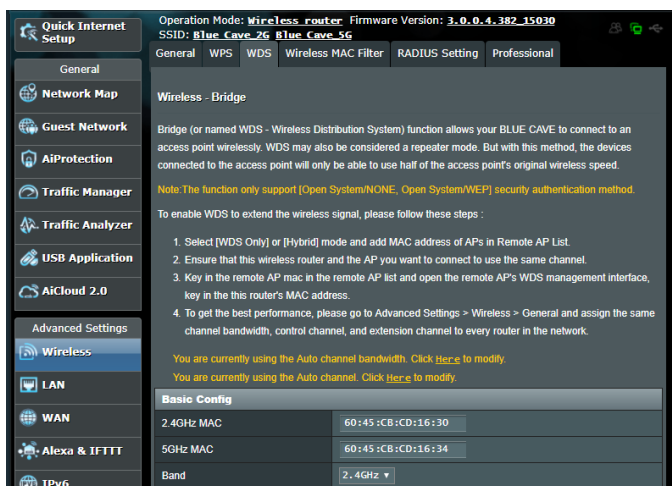 Quick Internet
Setup
General
Network Map
Guest Network
AiProtection
Traffic Manager
Traffic Analyzer
USB Application
AiCloud 2.0
Advanced Settings
Wireless
LAN
WAN
Alexa & IFTTT
IPv6
Operation Mode: Wireless router Firmware Version: 3.0.0.4.382_15030
SSID: Blue Cave_2G Blue Cave_5G
General WPS WDS Wireless MAC Filter RADIUS Setting Professional
Wireless - Bridge
Bridge (or named WDS - Wireless Distribution System) function allows your BLUE CAVE to connect to an
access point wirelessly. WDS may also be considered a repeater mode. But with this method, the devices
connected to the access point will only be able to use half of the access point's original wireless speed.
Note:The function only support [Open System/NONE, Open System/WEP] security authentication method.
To enable WDS to extend the wireless signal, please follow these steps :
1. Select [WDS Only] or [Hybrid] mode and add MAC address of APs in Remote AP List.
2. Ensure that this wireless router and the AP you want to connect to use the same channel.
3. Key in the remote AP mac in the remote AP list and open the remote AP's WDS management interface,
key in the this router's MAC address.
4. To get the best performance, please go to Advanced Settings > Wireless > General and assign the same
channel bandwidth, control channel, and extension channel to every router in the network.
You are currently using the Auto channel bandwidth. Click Here to modify.
You are currently using the Auto channel. Click Here to modify.
Basic Config
2.4GHz MAC 60:45:CB:CD:16:30
5GHz MAC 60:45:CB:CD:16:34
Band 2.4GHz